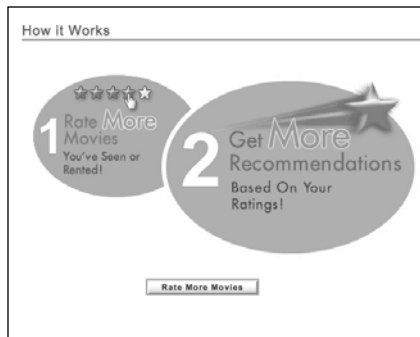 How it Works
1
Rate More
Movies
You've Seen or
Rented!
2
Get More
Recommendations
Based On Your
Ratings!
Rate More Movies